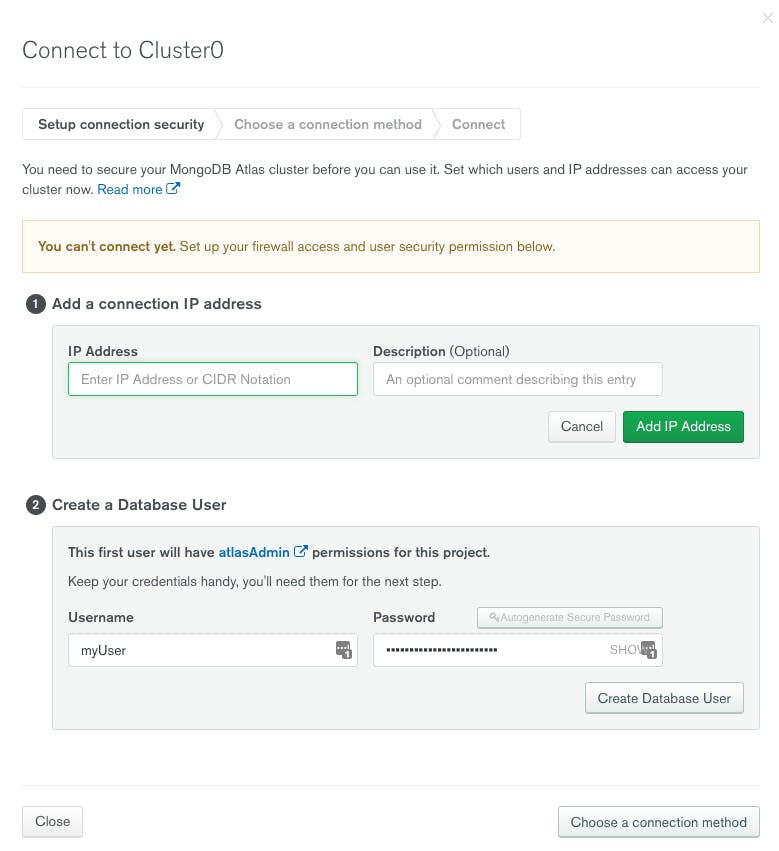 Connect to Cluster0
Setup connection security
Choose a connection method
Connect
You need to secure your MongoDB Atlas cluster before you can use it. Set which users and IP addresses can access your
cluster now. Read more
You can't connect yet. Set up your firewall access and user security permission below.
1 Add a connection IP address
IP Address
Description (Optional)
Enter IP Address or CIDR Notation
An optional comment describing this entry
Cancel
Add IP Address
2 Create a Database User
This first user will have atlasAdmin permissions for this project.
Keep your credentials handy, you'll need them for the next step.
Username
Password
Autogenerate Secure Password
myUser
1
••••••••••••••••••••••••
SHOW
1
Create Database User
Close
Choose a connection method